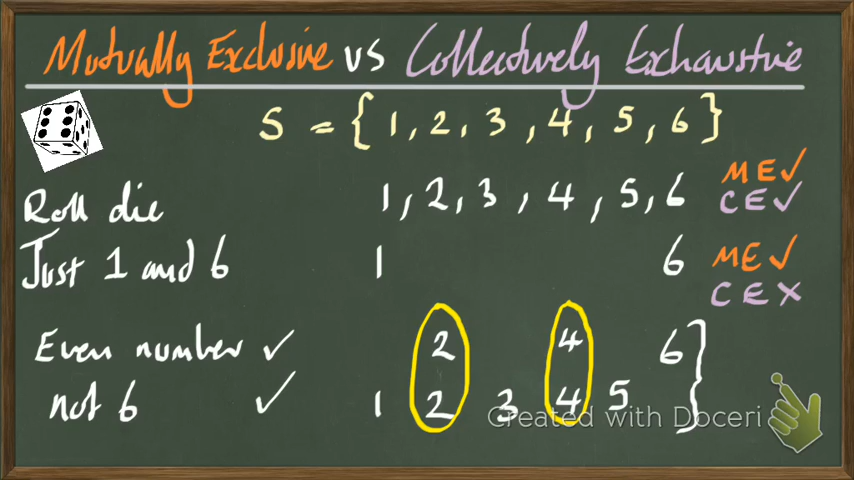 Mutually Exclusive vs Collectively Exhaustive
S = { 1, 2, 3, 4, 5, 6 }
Roll die 1, 2, 3, 4, 5, 6 ME✓
CE✓
Just 1 and 6 1 6 ME✓
CEX
Even number ✓ 2 4 6 }
not 6 ✓ 1 2 3 4 5
Created with Doceri